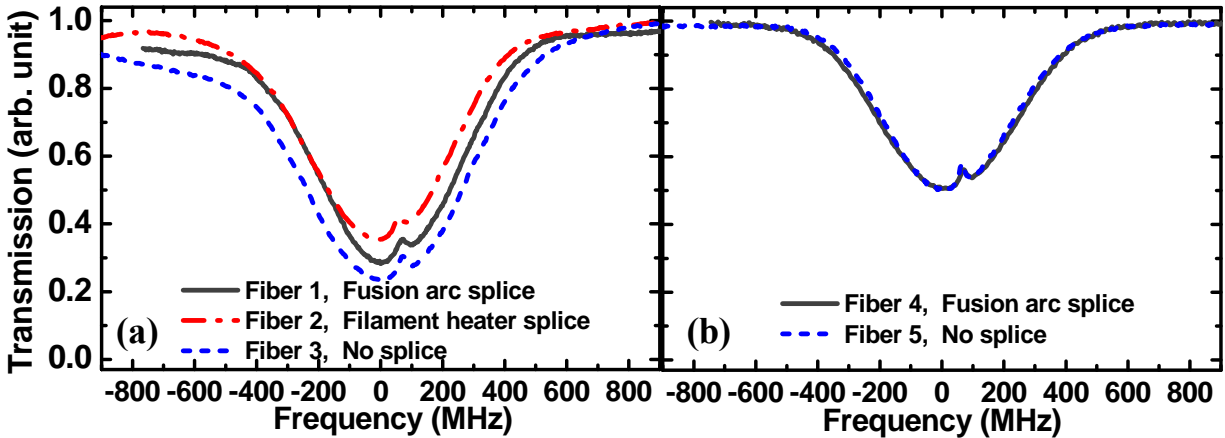 Transmission (arb. unit)
1.0
0.8
0.6
0.4
0.2
0.0
Fiber 1, Fusion arc splice
Fiber 2, Filament heater splice
Fiber 3, No splice
(a)
-800 -600 -400 -200 0 200 400 600 800
Frequency (MHz)
Fiber 4, Fusion arc splice
Fiber 5, No splice
(b)
-800 -600 -400 -200 0 200 400 600 800
Frequency (MHz)